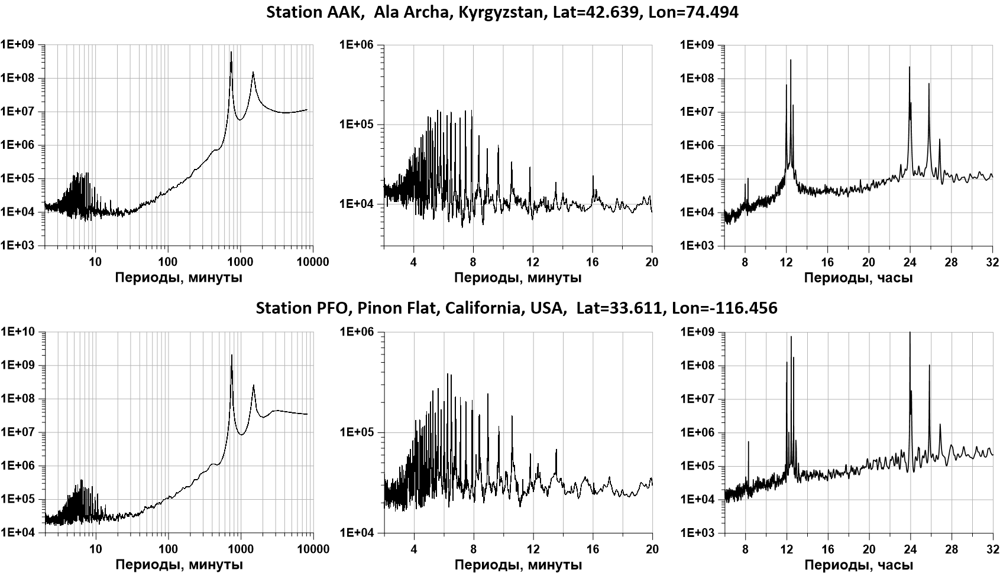 Station AAK, Ala Archa, Kyrgyzstan, Lat=42.639, Lon=74.494
1E+09
1E+08
1E+07
1E+06
1E+05
1E+04
1E+03
10 100 1000 10000
Периоды, минуты
1E+06
1E+05
1E+04
4 8 12 16 20
Периоды, минуты
1E+09
1E+08
1E+07
1E+06
1E+05
1E+04
1E+03
8 12 16 20 24 28 32
Периоды, часы
Station PFO, Pinon Flat, California, USA, Lat=33.611, Lon=-116.456
1E+10
1E+09
1E+08
1E+07
1E+06
1E+05
1E+04
10 100 1000 10000
Периоды, минуты
1E+06
1E+05
1E+04
4 8 12 16 20
Периоды, минуты
1E+09
1E+08
1E+07
1E+06
1E+05
1E+04
1E+03
8 12 16 20 24 28 32
Периоды, часы